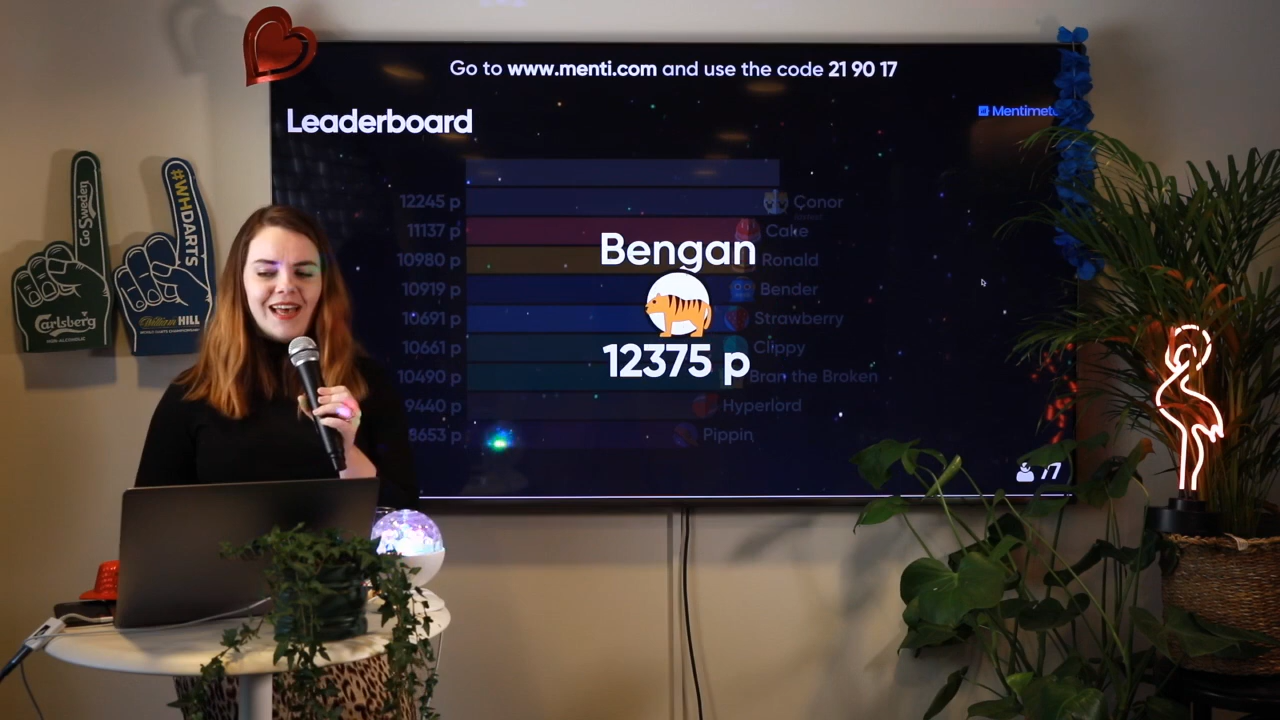 Go to www.menti.com and use the code 21 90 17
Mentimete
Leaderboard
12245 p Conor
11137 p Cake
10980 p Ronald
10919 p Bender
10691 p Strawberry
10661 p Clippy
10490 p Bran the Broken
9440 p Hyperlord
8653 p Pippin
Bengan
12375 p
Go Sweden
Carlsberg
#WHDARTS
William HILL